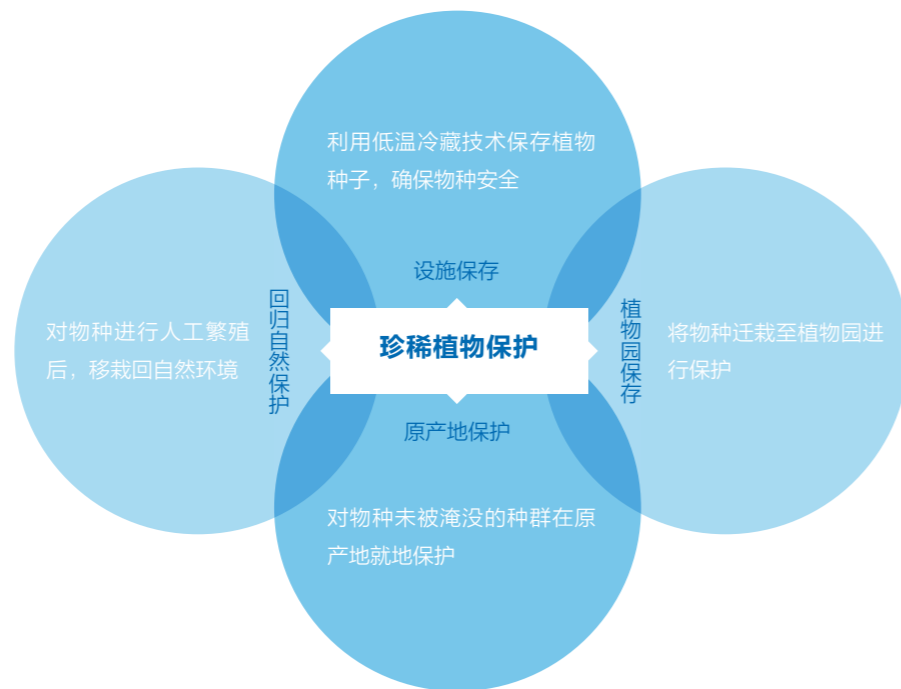 利用低温冷藏技术保存植物
种子，确保物种安全
设施保存
回归自然保护
对物种进行人工繁殖
后，移栽回自然环境
珍稀植物保护
植物园保存
将物种迁栽至植物园进
行保护
原产地保护
对物种未被淹没的种群在原
产地就地保护